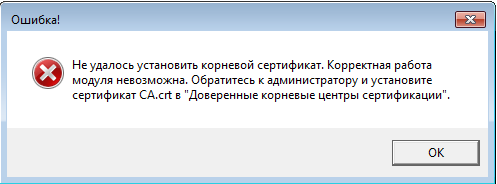 Ошибка!
Не удалось установить корневой сертификат. Корректная работа
модуля невозможна. Обратитесь к администратору и установите
сертификат CA.crt в "Доверенные корневые центры сертификации".
ОК